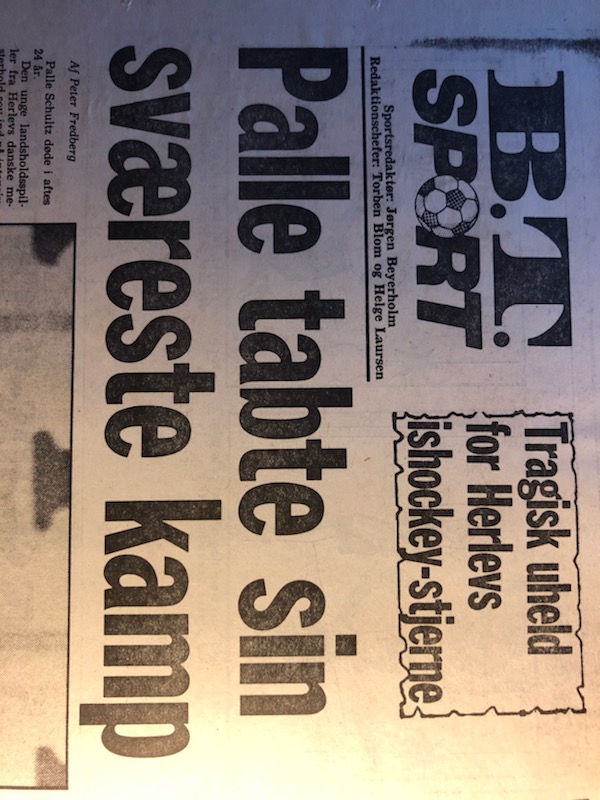 B.T.
SPORT
Sportsredaktør: Jørgen Beyerholm
Redaktionschefer: Torben Blom og Helge Laursen
Tragisk uheld
for Herlevs
ishockey-stjerne
Palle tabte sin
sværeste kamp
Af Peter Fredberg
Palle Schultz døde i aftes
24 år.
Den unge landsholdsspil-
ler fra Herlevs danske me-